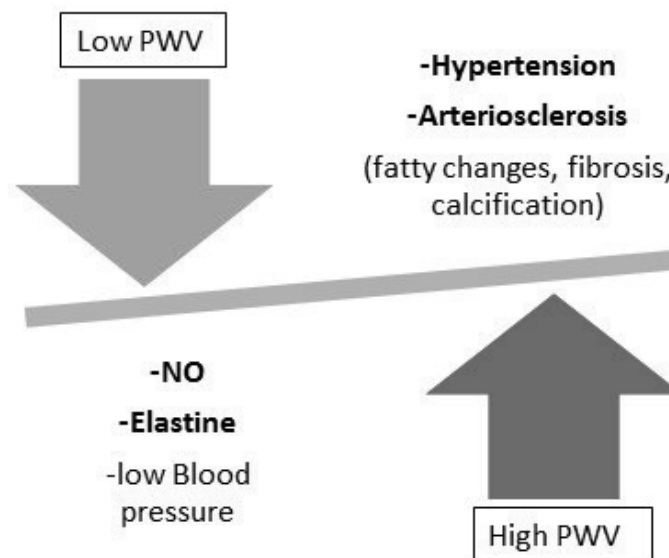 Low PWV
-Hypertension
-Arteriosclerosis
(fatty changes, fibrosis,
calcification)
-NO
-Elastine
-low Blood
pressure
High PWV